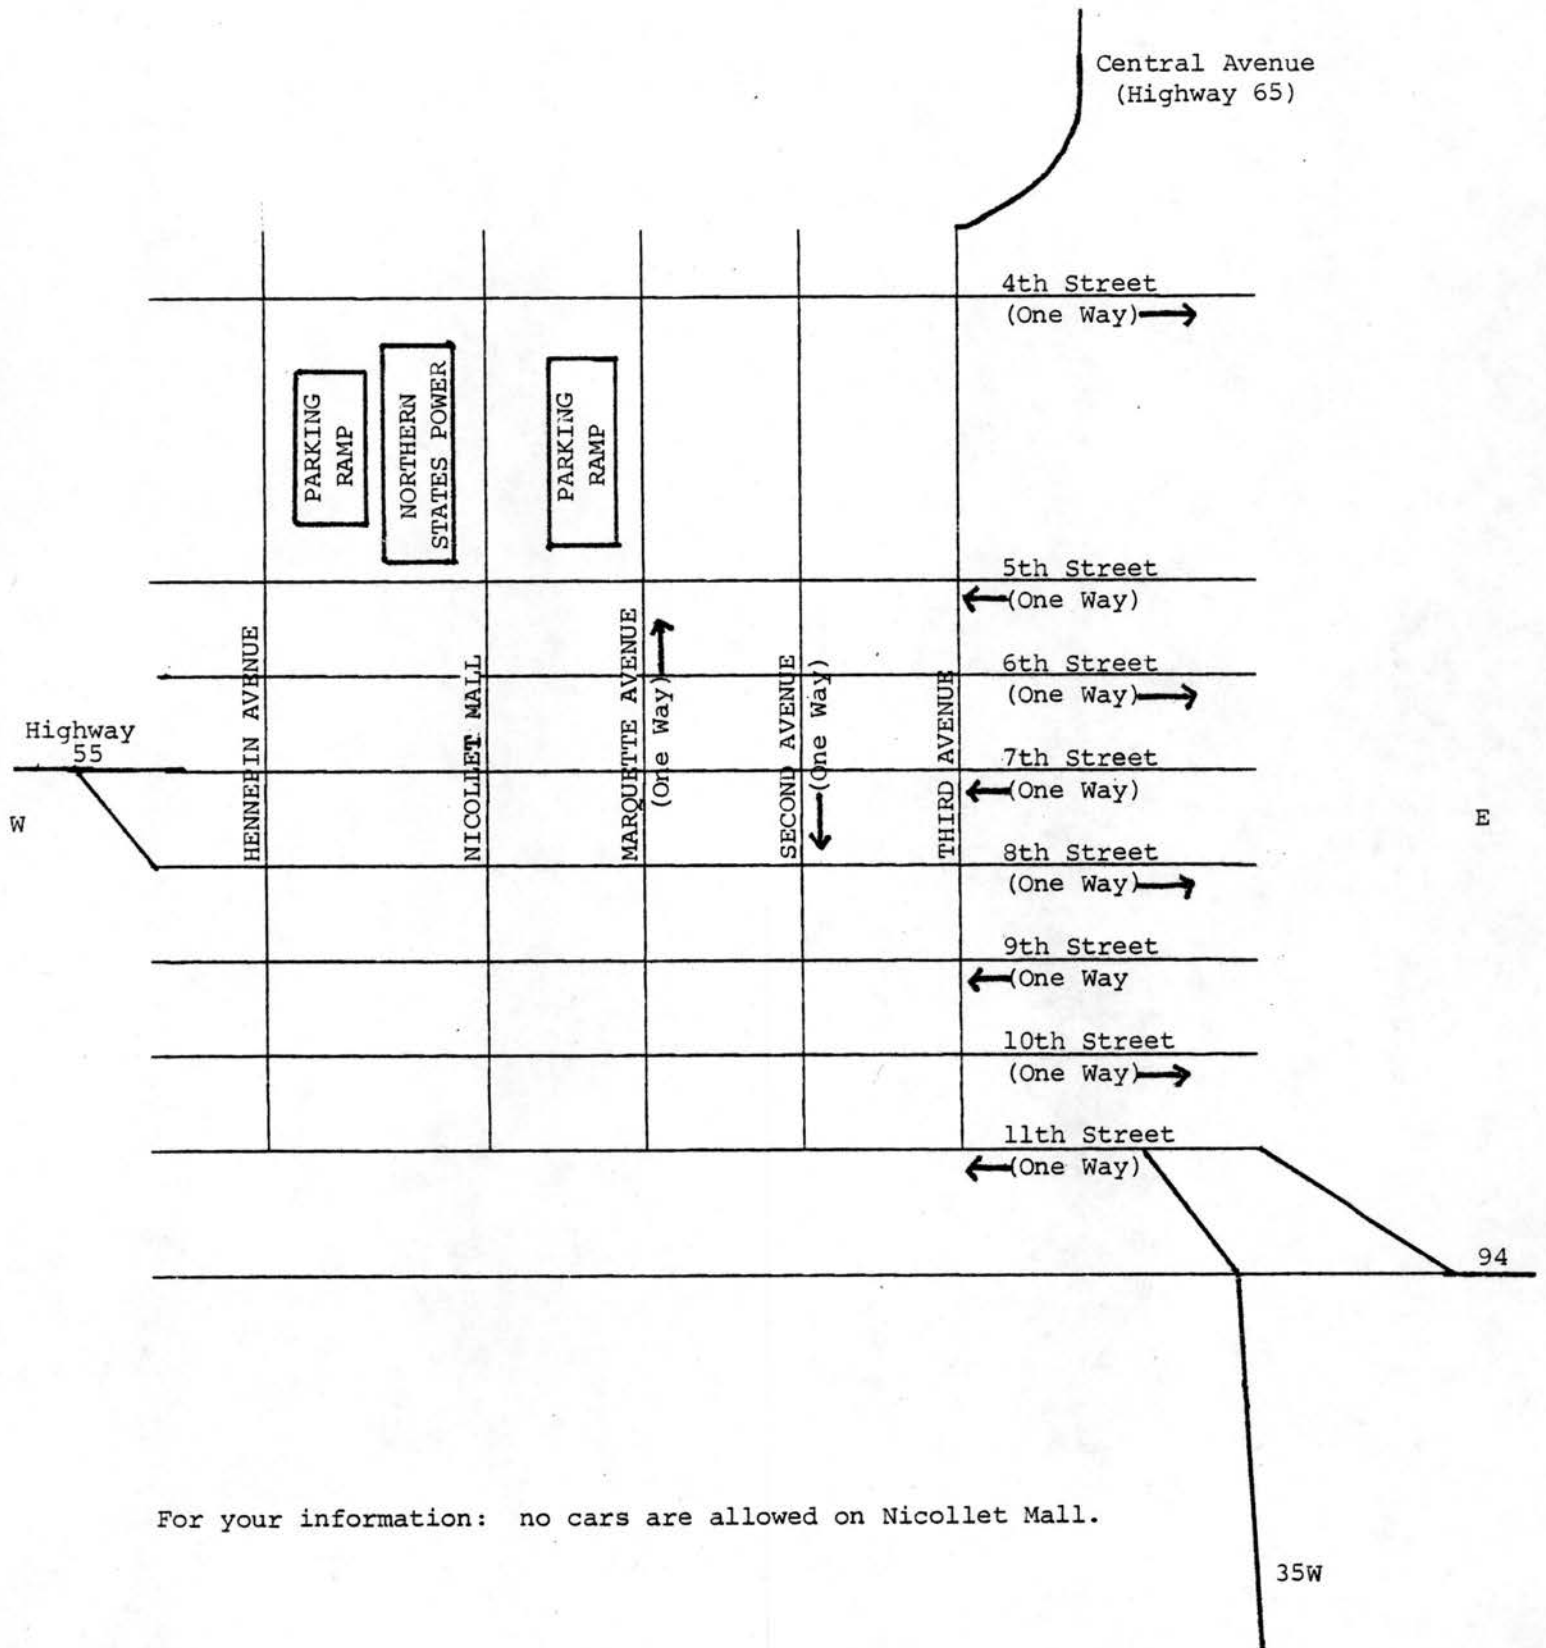 Central Avenue
(Highway 65)
4th Street
(One Way)
PARKING
RAMP
NORTHERN
STATES POWER
PARKING
RAMP
5th Street
(One Way)
HENNEPIN AVENUE
NICOLLET MALL
MARQUETTE AVENUE
(One Way)
SECOND AVENUE
(One Way)
THIRD AVENUE
6th Street
(One Way)
Highway
55
7th Street
(One Way)
W
E
8th Street
(One Way)
9th Street
(One Way
10th Street
(One Way)
11th Street
(One Way)
94
For your information: no cars are allowed on Nicollet Mall.
35W